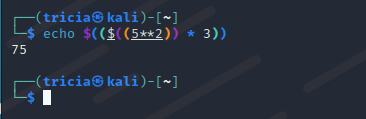 ┌──(tricia㉿kali)-[~]
└─$ echo $(($((5**2)) * 3))
75
┌──(tricia㉿kali)-[~]
└─$